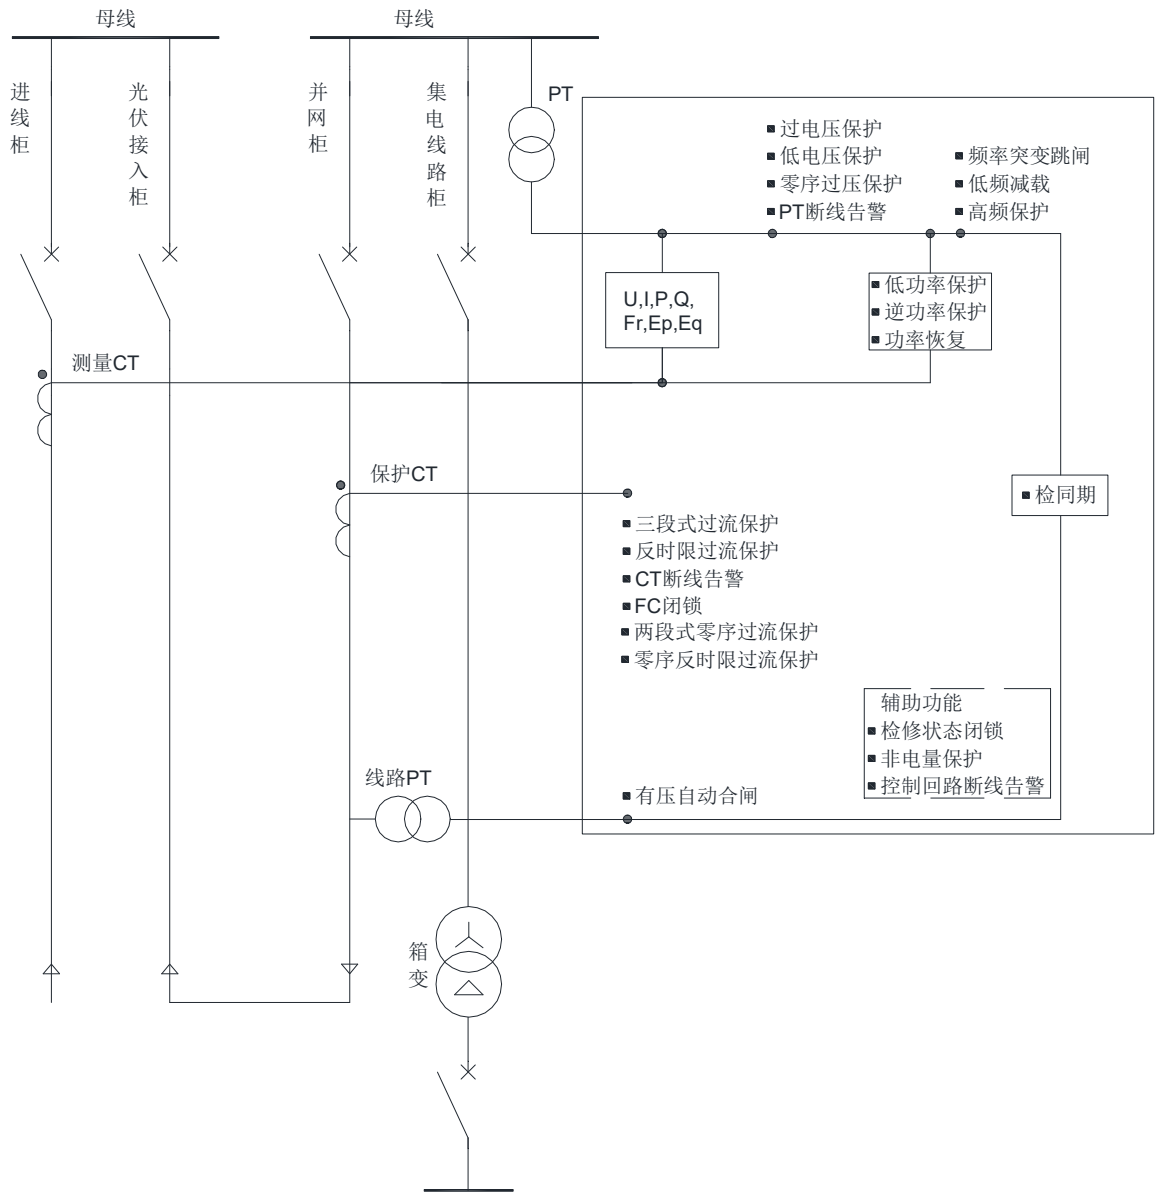 母线
母线
进线柜
光伏接入柜
并网柜
集电线路柜
PT
过电压保护
低电压保护
零序过压保护
PT断线告警
频率突变跳闸
低频减载
高频保护
U,I,P,Q,
Fr,Ep,Eq
低功率保护
逆功率保护
功率恢复
测量CT
保护CT
检同期
三段式过流保护
反时限过流保护
CT断线告警
FC闭锁
两段式零序过流保护
零序反时限过流保护
辅助功能
检修状态闭锁
非电量保护
控制回路断线告警
线路PT
有压自动合闸
箱变